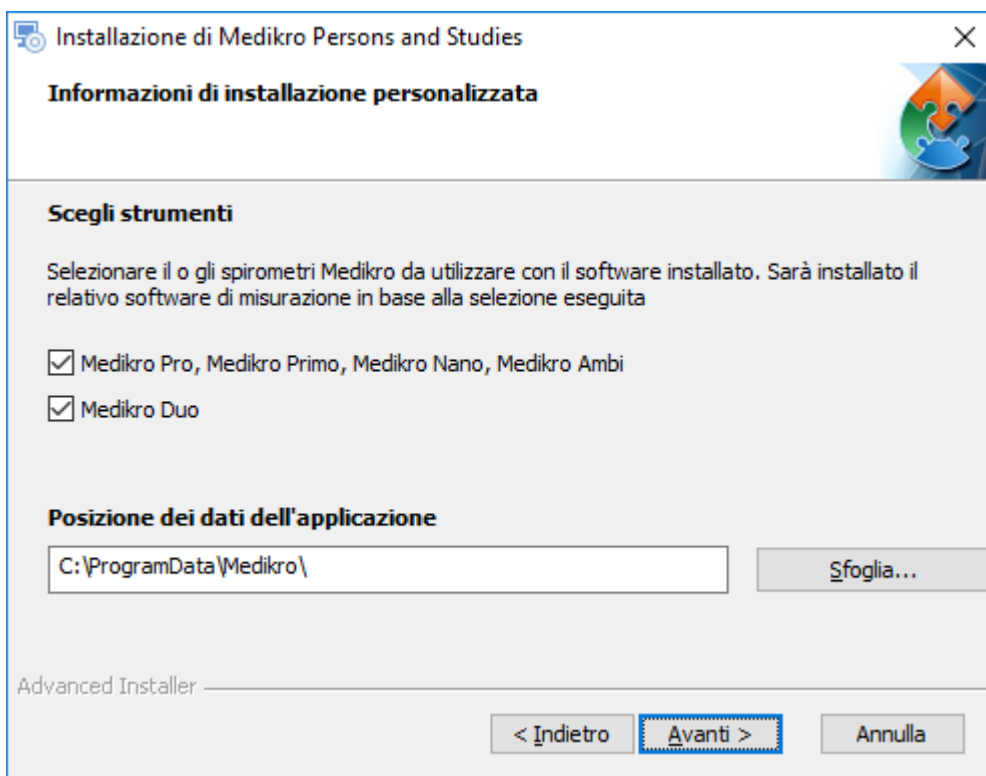 Installazione di Medikro Persons and Studies
Informazioni di installazione personalizzata
Scegli strumenti
Selezionare il o gli spirometri Medikro da utilizzare con il software installato. Sarà installato il
relativo software di misurazione in base alla selezione eseguita
Medikro Pro, Medikro Primo, Medikro Nano, Medikro Ambi
Medikro Duo
Posizione dei dati dell'applicazione
C:\ProgramData\Medikro\
Sfoglia...
Advanced Installer
< Indietro
Avanti >
Annulla